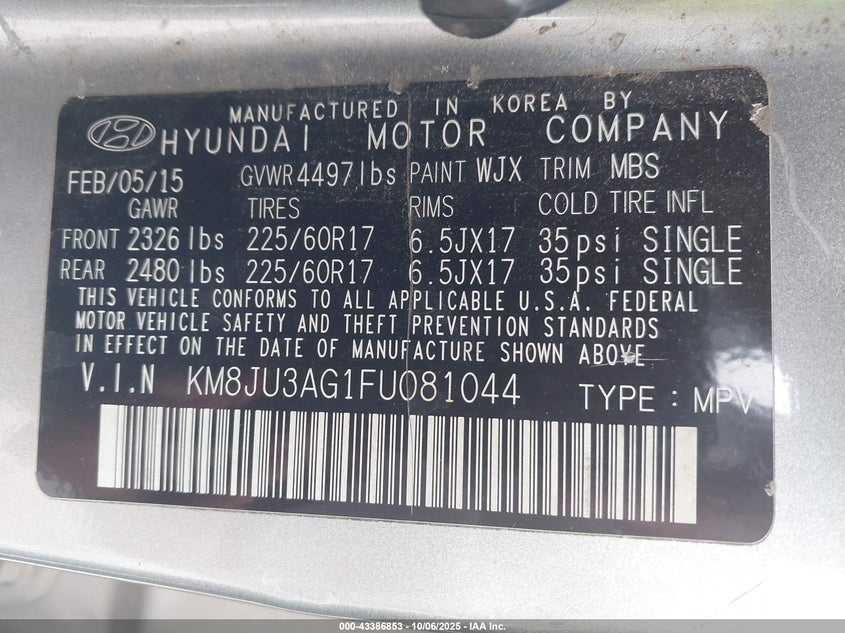 MANUFACTURED IN KOREA BY
HYUNDAI MOTOR COMPANY
FEB/05/15 GVWR 4497lbs PAINT WJX TRIM MBS
GAWR TIRES RIMS COLD TIRE INFL
FRONT 2326 lbs 225/60R17 6.5JX17 35psi SINGLE
REAR 2480 lbs 225/60R17 6.5JX17 35psi SINGLE
THIS VEHICLE CONFORMS TO ALL APPLICABLE U.S.A. FEDERAL
MOTOR VEHICLE SAFETY AND THEFT PREVENTION STANDARDS
IN EFFECT ON THE DATE OF MANUFACTURE SHOWN ABOVE
V.I.N KM8JU3AG1FU081044 TYPE : MPV
000-43386853 - 10/06/2025 - IAA Inc.